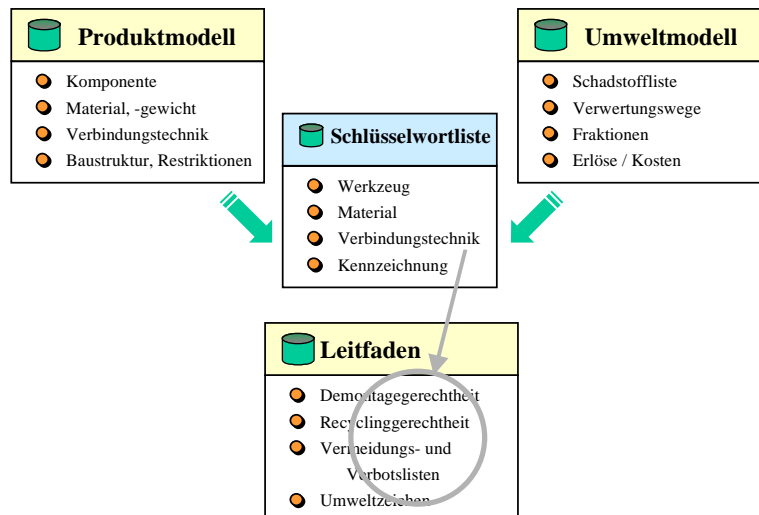 Produktmodell
Komponente
Material, -gewicht
Verbindungstechnik
Baustruktur, Restriktionen
Umweltmodell
Schadstoffliste
Verwertungswege
Fraktionen
Erlöse / Kosten
Schlüsselwortliste
Werkzeug
Material
Verbindungstechnik
Kennzeichnung
Leitfaden
Demontagegerechtheit
Recyclinggerechtheit
Vermeidungs- und
Verbotslisten
Umweltzeichen